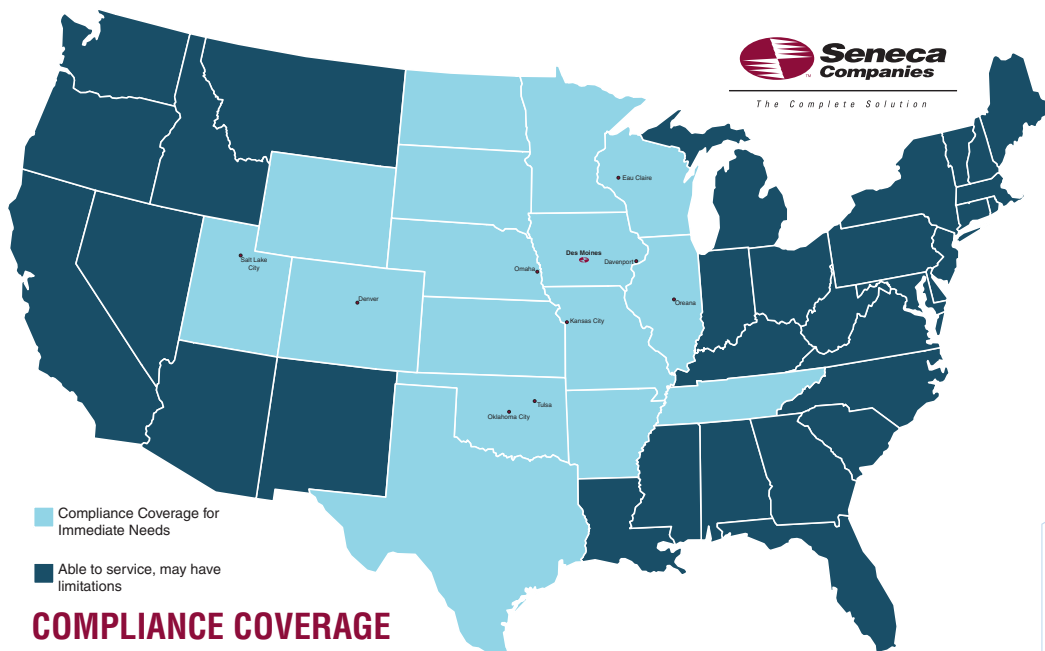 Seneca
Companies
™
The Complete Solution
Eau Claire
Des Moines
Davenport
Omaha
Salt Lake
City
Denver
Oreana
Kansas City
Tulsa
Oklahoma City
Compliance Coverage for
Immediate Needs
Able to service, may have
limitations
COMPLIANCE COVERAGE